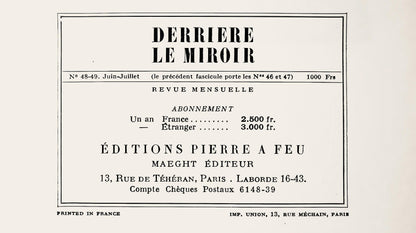 DERRIERE
LE MIROIR
N° 48-49. Juin-Juillet (le précédent fascicule porte les Nos 46 et 47) 1000 Frs
REVUE MENSUELLE
ABONNEMENT
Un an France ......... 2.500 fr.
— Étranger ....... 3.000 fr.
ÉDITIONS PIERRE A FEU
MAEGHT ÉDITEUR
13, RUE DE TÉHÉRAN, PARIS . LABORDE 16-43.
Compte Chèques Postaux 6148-39
PRINTED IN FRANCE IMP. UNION, 13, RUE MÉCHAIN, PARIS